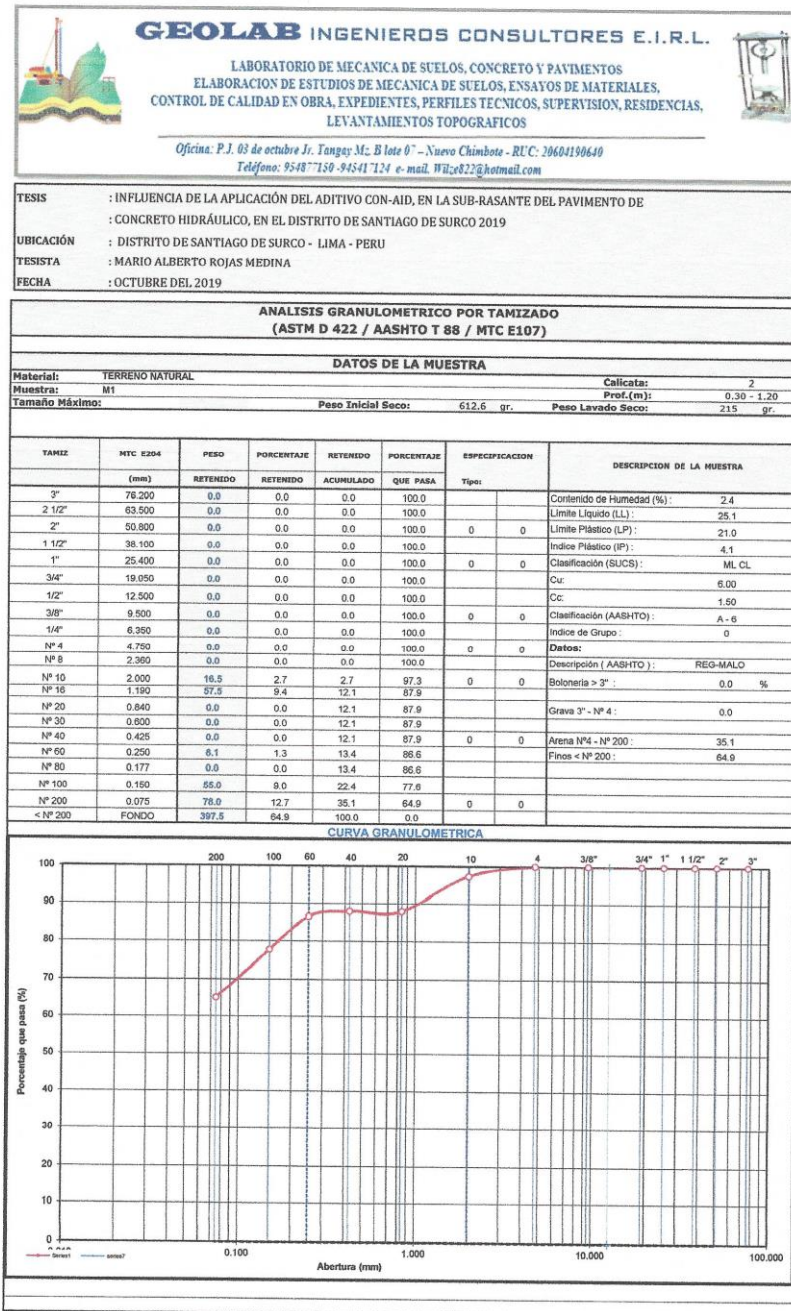 GEOLAB INGENIEROS CONSULTORES E.I.R.L.
LABORATORIO DE MECANICA DE SUELOS, CONCRETO Y PAVIMENTOS
ELABORACION DE ESTUDIOS DE MECANICA DE SUELOS, ENSAYOS DE MATERIALES,
CONTROL DE CALIDAD EN OBRA, EXPEDIENTES, PERFILES TECNICOS, SUPERVISION, RESIDENCIAS,
LEVANTAMIENTOS TOPOGRAFICOS
Oficina: P.J. 03 de octubre Jr. Tangay Mz. B lote – Nuevo Chimbote - RUC: 20604190640
Teléfono: e- mail. Wilze822@hotmail.com
TESIS : INFLUENCIA DE LA APLICACIÓN DEL ADITIVO CON-AID, EN LA SUB-RASANTE DEL PAVIMENTO DE
: CONCRETO HIDRÁULICO, EN EL DISTRITO DE SANTIAGO DE SURCO 2019
UBICACIÓN : DISTRITO DE SANTIAGO DE SURCO - LIMA - PERU
TESISTA : MARIO ALBERTO ROJAS MEDINA
FECHA : OCTUBRE DEL 2019
ANALISIS GRANULOMETRICO POR TAMIZADO
(ASTM D 422 / AASHTO T 88 / MTC E107)
DATOS DE LA MUESTRA
Material: TERRENO NATURAL Calicata: 2
Muestra: M1 Prof.(m): 0.30 - 1.20
Tamaño Máximo: Peso Inicial Seco: 612.6 gr. Peso Lavado Seco: 215 gr.
TAMIZ MTC E204 PESO PORCENTAJE RETENIDO PORCENTAJE ESPECIFICACION DESCRIPCION DE LA MUESTRA
(mm) RETENIDO RETENIDO ACUMULADO QUE PASA Tipo:
3" 76.200 0.0 0.0 0.0 100.0 Contenido de Humedad (%) : 2.4
2 1/2" 63.500 0.0 0.0 0.0 100.0 Límite Líquido (LL) : 25.1
2" 50.800 0.0 0.0 0.0 100.0 0 0 Límite Plástico (LP) : 21.0
1 1/2" 38.100 0.0 0.0 0.0 100.0 Indice Plástico (IP) : 4.1
1" 25.400 0.0 0.0 0.0 100.0 0 0 Clasificación (SUCS) : ML CL
3/4" 19.050 0.0 0.0 0.0 100.0 Cu: 6.00
1/2" 12.500 0.0 0.0 0.0 100.0 Cc: 1.50
3/8" 9.500 0.0 0.0 0.0 100.0 0 0 Clasificación (AASHTO) : A - 6
1/4" 6.350 0.0 0.0 0.0 100.0 Indice de Grupo : 0
Nº 4 4.750 0.0 0.0 0.0 100.0 0 0 Datos:
Nº 8 2.360 0.0 0.0 0.0 100.0 Descripción ( AASHTO ) : REG-MALO
Nº 10 2.000 16.5 2.7 2.7 97.3 0 0 Boloneria > 3" : 0.0 %
Nº 16 1.190 57.5 9.4 12.1 87.9
Nº 20 0.840 0.0 0.0 12.1 87.9 Grava 3" - Nº 4 : 0.0
Nº 30 0.600 0.0 0.0 12.1 87.9
Nº 40 0.425 0.0 0.0 12.1 87.9 0 0 Arena Nº4 - Nº 200 : 35.1
Nº 60 0.250 8.1 1.3 13.4 86.6 Finos < Nº 200 : 64.9
Nº 80 0.177 0.0 0.0 13.4 86.6
Nº 100 0.150 55.0 9.0 22.4 77.6
Nº 200 0.075 78.0 12.7 35.1 64.9 0 0
< Nº 200 FONDO 397.5 64.9 100.0 0.0
CURVA GRANULOMETRICA
200 100 60 40 20 10 4 3/8" 3/4" 1" 1 1/2" 2" 3"
Porcentaje que pasa (%)
100
90
80
70
60
50
40
30
20
10
0
0.100 1.000 10.000 100.000
Series1 series7
Abertura (mm)